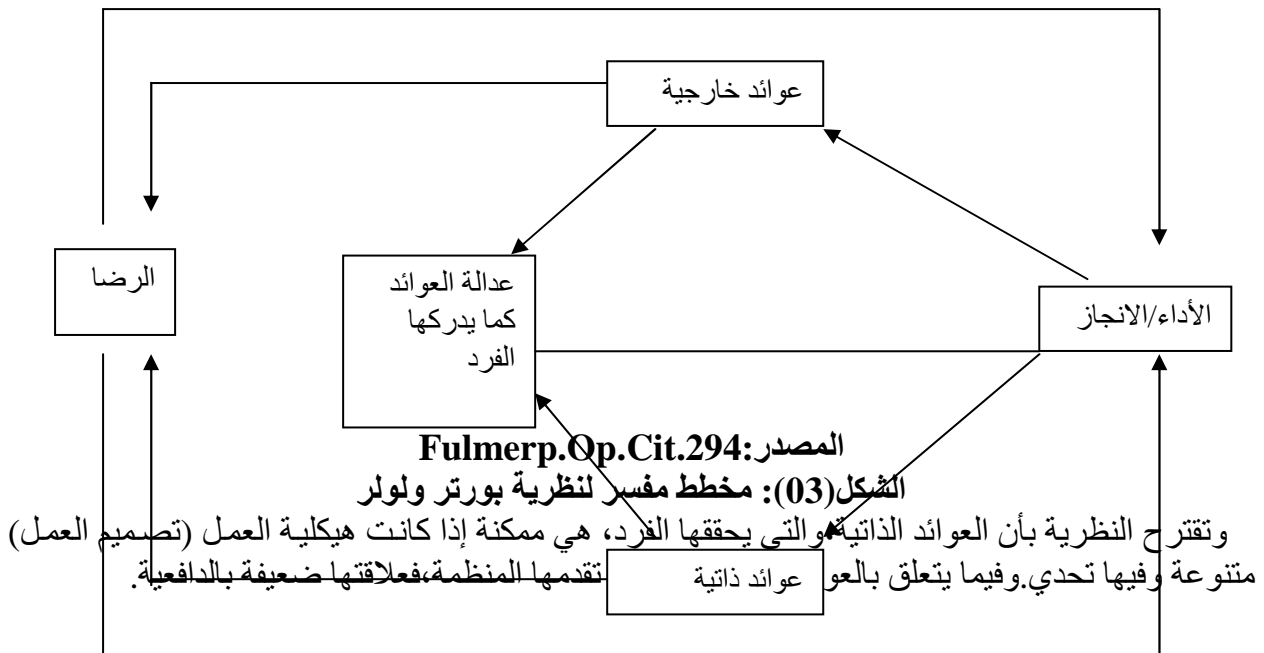 عوائد خارجية
الرضا
عدالة العوائد
كما يدركها
الفرد
الأداء/الانجاز
المصدر:Fulmerp.Op.Cit.294
الشكل(03): مخطط مفسر لنظرية بورتر ولولر
وتقترح النظرية بأن العوائد الذاتية والتي يحققها الفرد، هي ممكنة إذا كانت هيكلية العمل (تصميم العمل)
متنوعة وفيها تحدي.وفيما يتعلق بالعو تقدمها المنظمة،فعلاقتها ضعيفة بالدافعية.
عوائد ذاتية